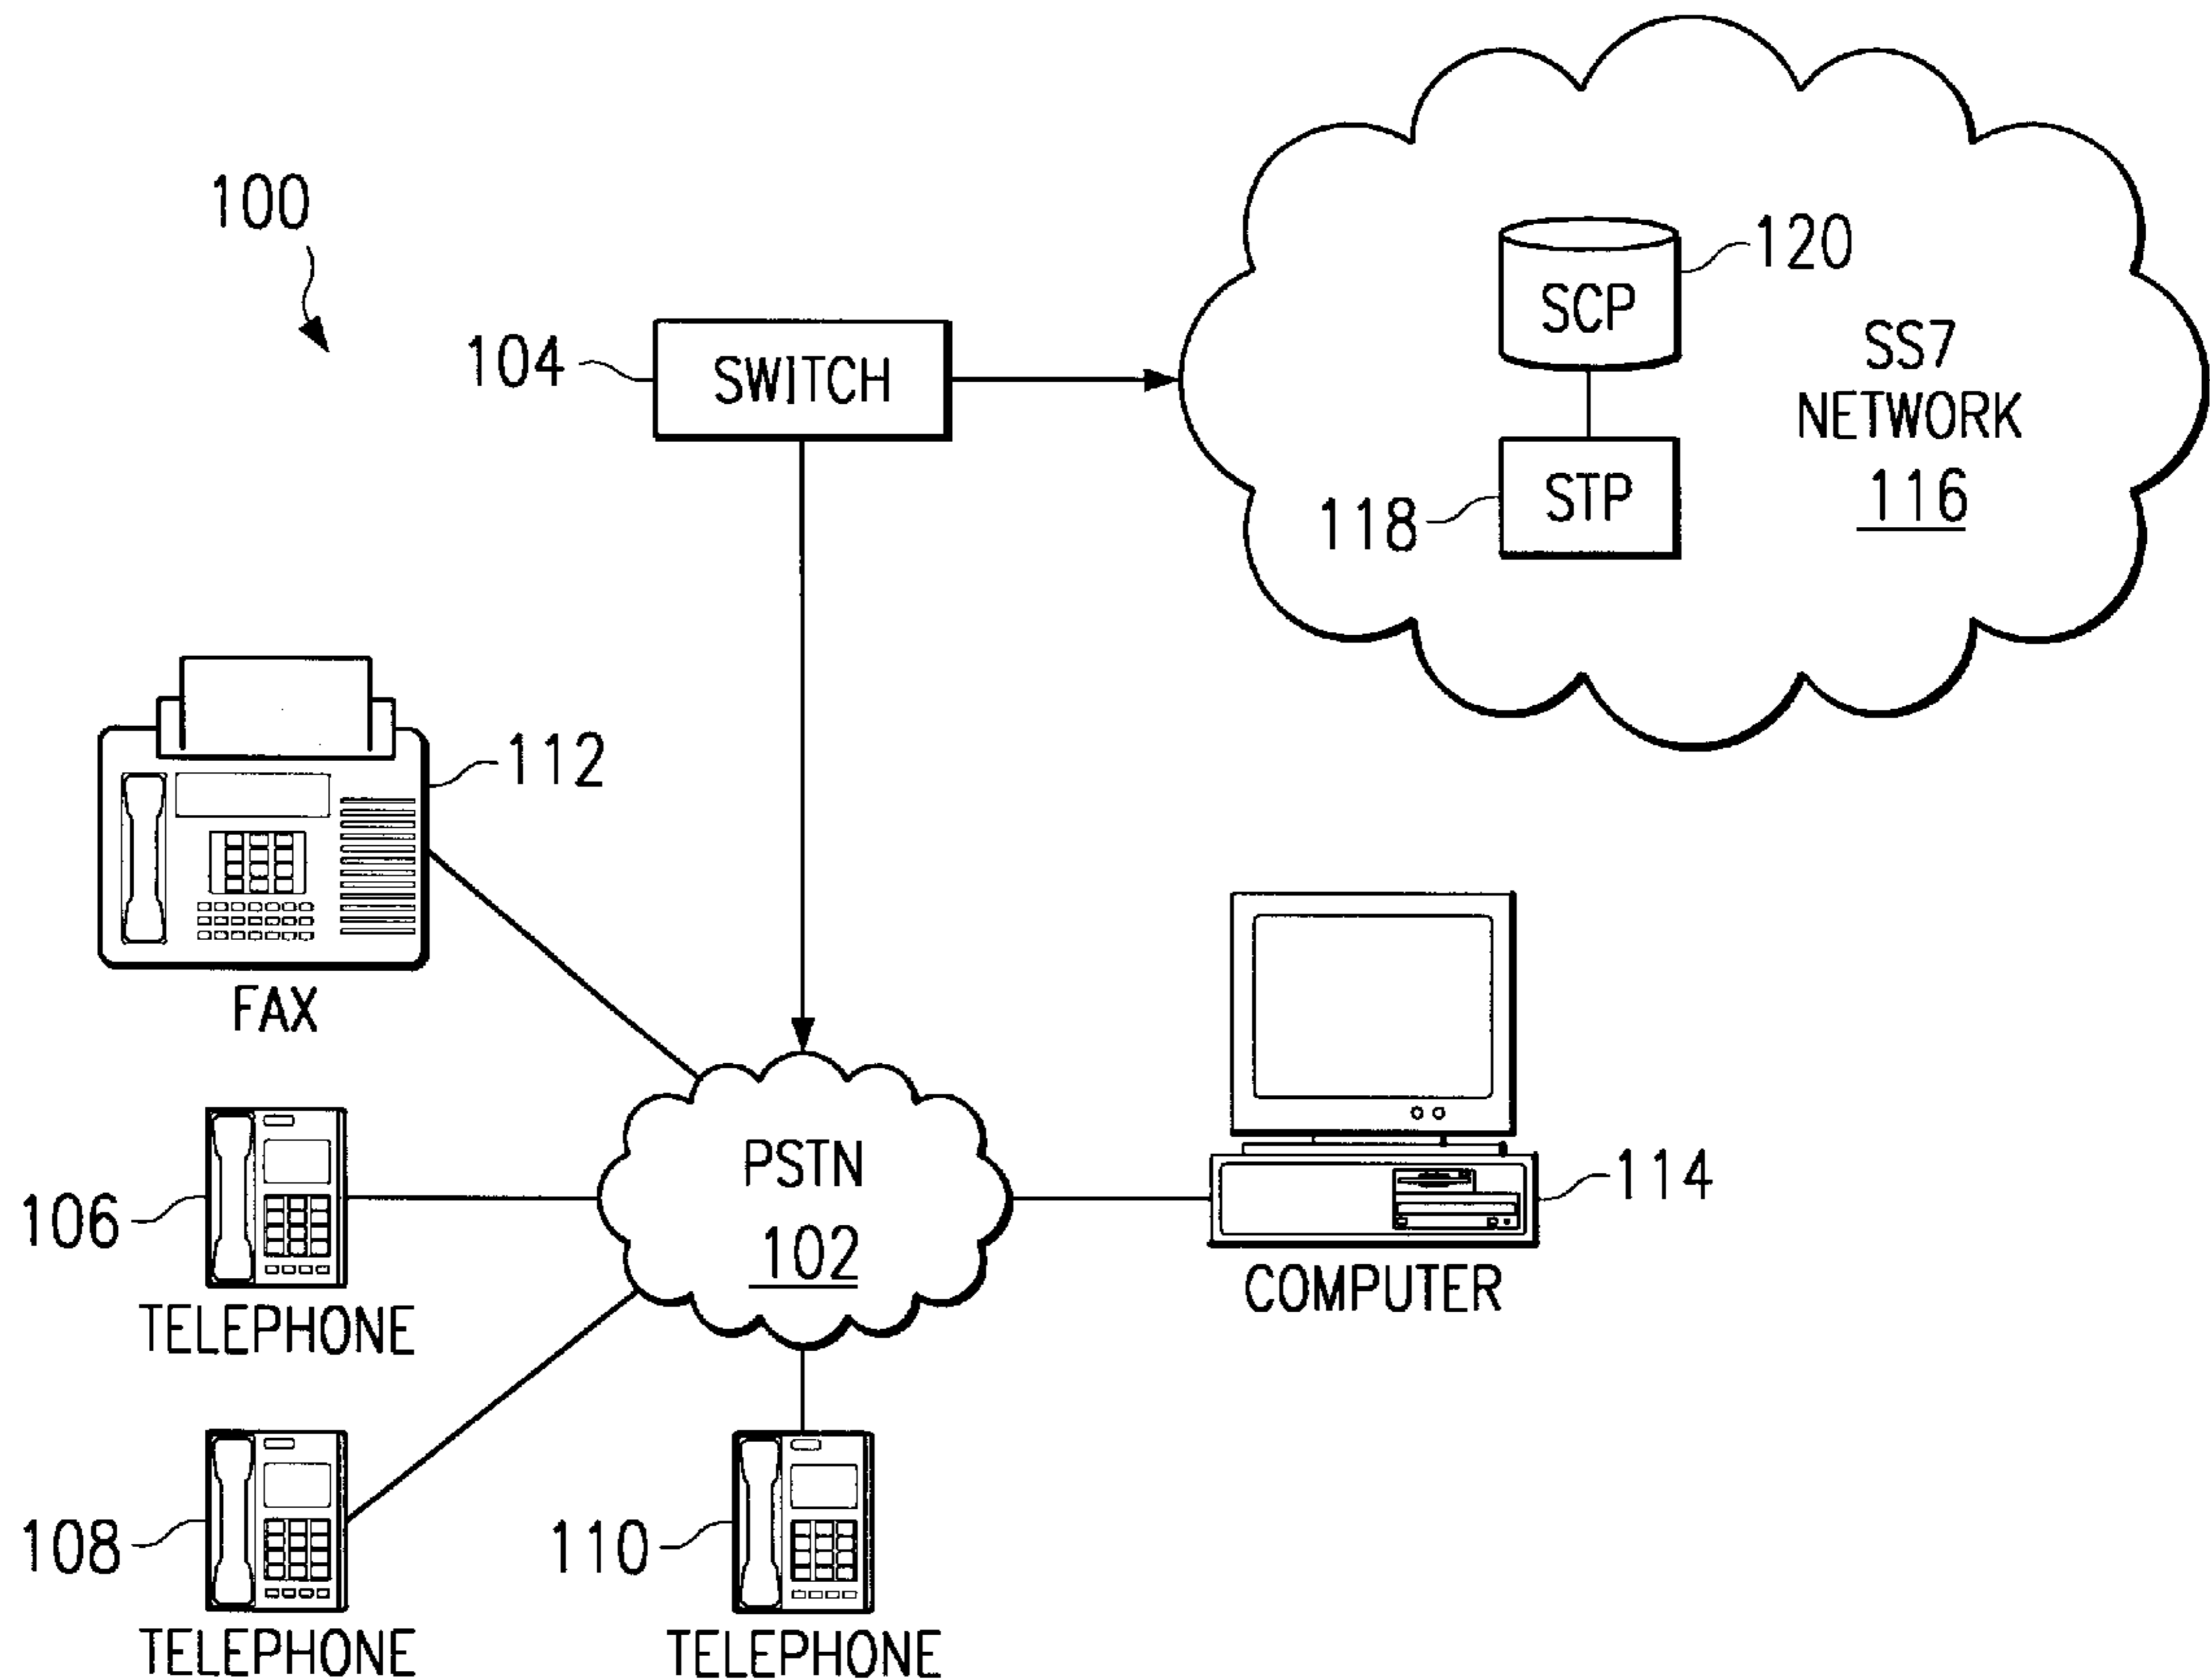 100
104
SWITCH
SCP
120
SS7
NETWORK
116
STP
118
112
FAX
PSTN
102
106
TELEPHONE
114
COMPUTER
108
TELEPHONE
110
TELEPHONE